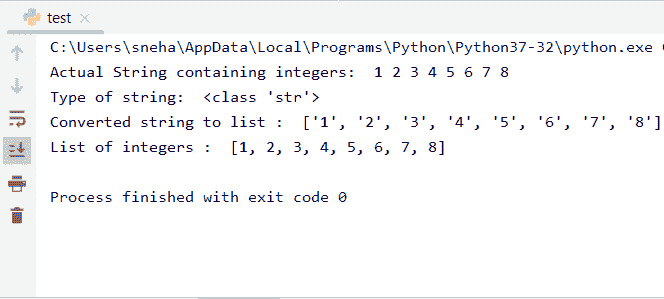 test
C:\Users\sneha\AppData\Local\Programs\Python\Python37-32\python.exe
Actual String containing integers:  1 2 3 4 5 6 7 8
Type of string:  <class 'str'>
Converted string to list :  ['1', '2', '3', '4', '5', '6', '7', '8']
List of integers :  [1, 2, 3, 4, 5, 6, 7, 8]
Process finished with exit code 0